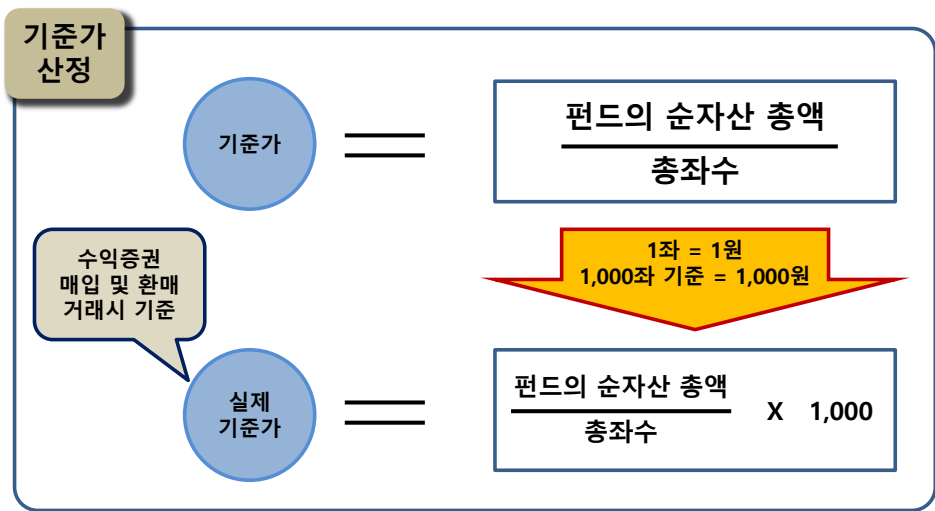 기준가
산정
기준가
펀드의 순자산 총액
총좌수
1좌 = 1원
1,000좌 기준 = 1,000원
수익증권
매입 및 환매
거래시 기준
실제
기준가
펀드의 순자산 총액
총좌수
X 1,000